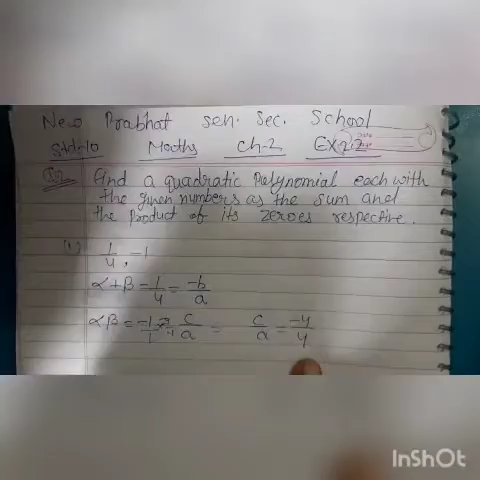 New Prabhat sen. Sec. School
Std-10 Maths Ch-2 Ex-2.2
find a quadratic Polynomial each with
the given numbers as the sum and
the Product of its zeroes respective.
(i) 1/4, -1
α+β = 1/4 = -b/a
αβ = -1/1 = c/a = c/a = -4/4
InShOt